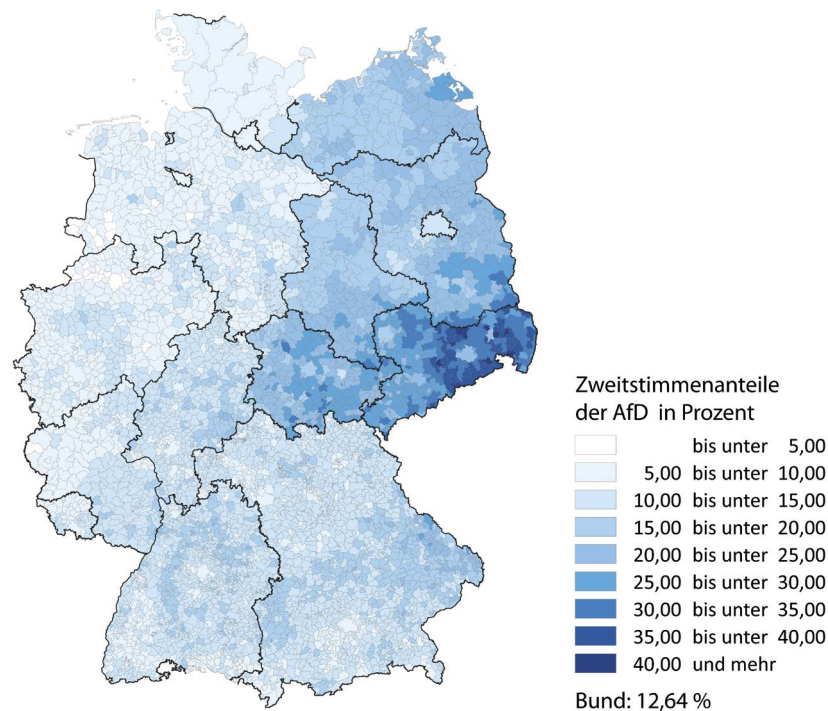 Zweitstimmenanteile
der AfD in Prozent
bis unter 5,00
5,00 bis unter 10,00
10,00 bis unter 15,00
15,00 bis unter 20,00
20,00 bis unter 25,00
25,00 bis unter 30,00
30,00 bis unter 35,00
35,00 bis unter 40,00
40,00 und mehr
Bund: 12,64 %